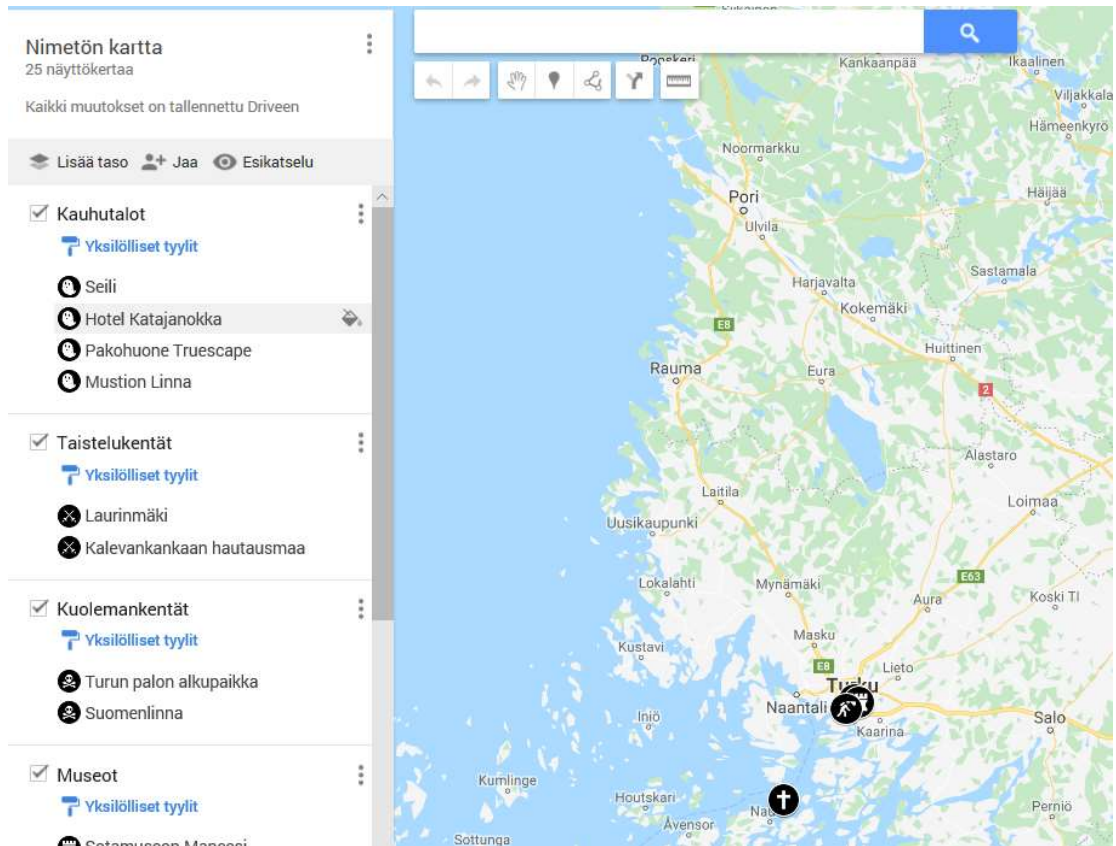 Nimetön kartta
25 näyttökertaa
Kaikki muutokset on tallennettu Driveen
Lisää taso Jaa Esikatselu
Kauhutalot
Yksilölliset tyylit
Seili
Hotel Katajanokka
Pakohuone Truescape
Mustion Linna
Taistelukentät
Yksilölliset tyylit
Laurinmäki
Kalevankankaan hautausmaa
Kuolemankentät
Yksilölliset tyylit
Turun palon alkupaikka
Suomenlinna
Museot
Yksilölliset tyylit
Kankaanpää
Ikaalinen
Viljakkala
Hämeenkyrö
Noormarkku
Pori
Häijää
Ulvila
Sastamala
Harjavalta
Kokemäki
E8
Huittinen
Rauma
Eura
2
Alastaro
Laitila
Loimaa
Uusikaupunki
E63
Lokalahti
Mynämäki
Aura
Koski Tl
Masku
Kustavi
E8
Lieto
Turku
Naantali
Iniö
Kaarina
Salo
Kumlinge
Houtskari
Perniö
Avensor
Sottunga